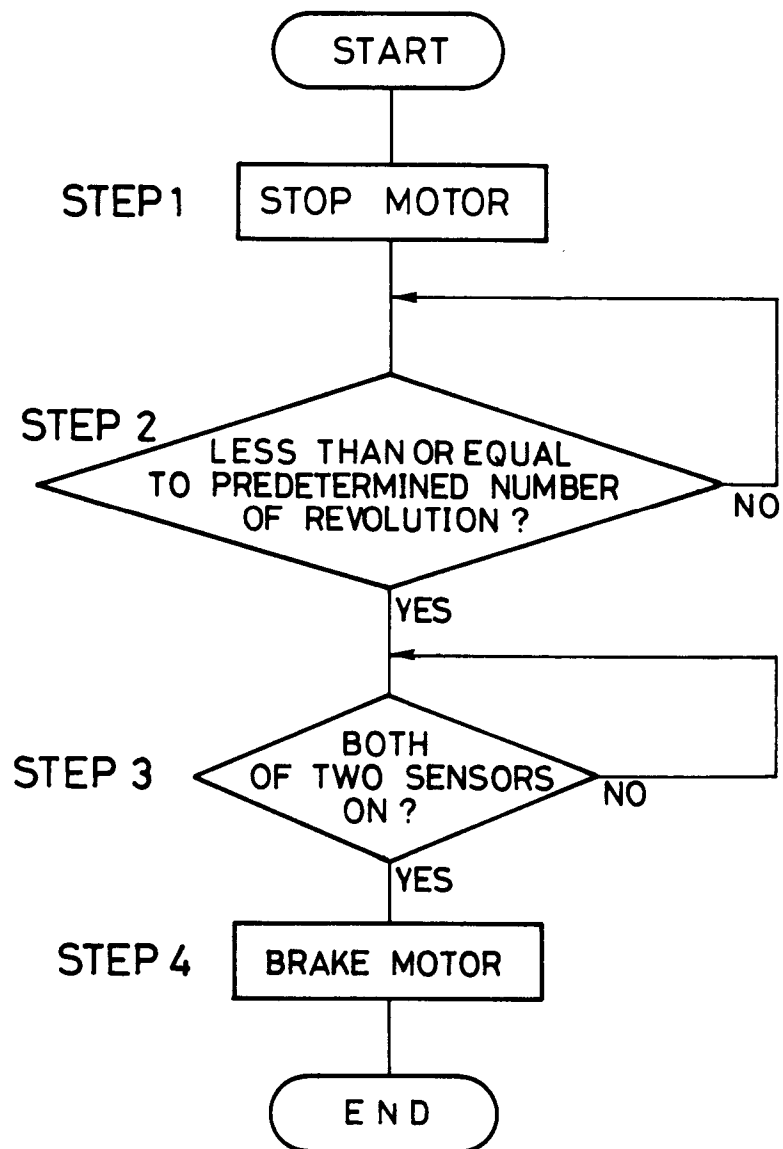 START
STEP 1
STOP MOTOR
STEP 2
LESS THAN OR EQUAL
TO PREDETERMINED NUMBER
OF REVOLUTION ?
NO
YES
STEP 3
BOTH
OF TWO SENSORS
ON ?
NO
YES
STEP 4
BRAKE MOTOR
END